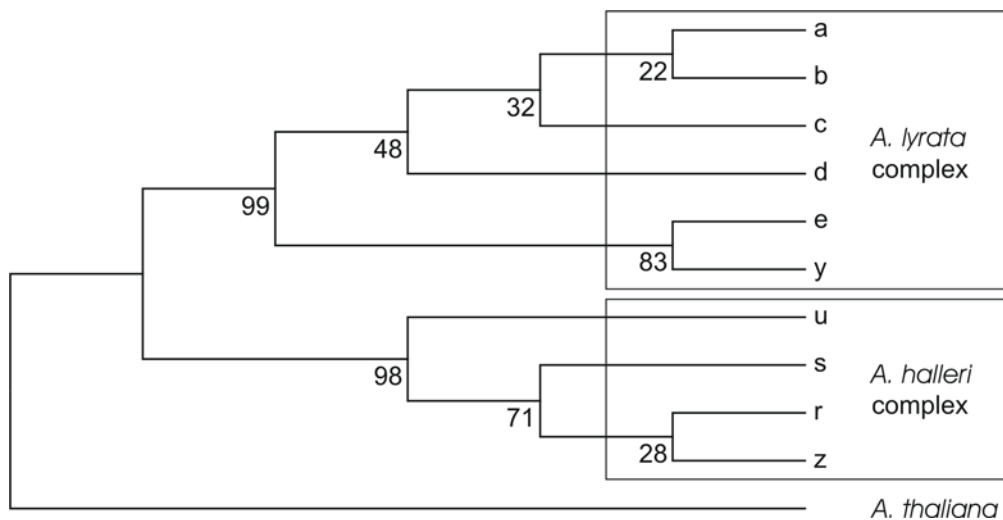 a
22
b
32
c
A. lyrata
complex
48
d
99
e
83
y
u
98
s
A. halleri
complex
71
r
28
z
A. thaliana